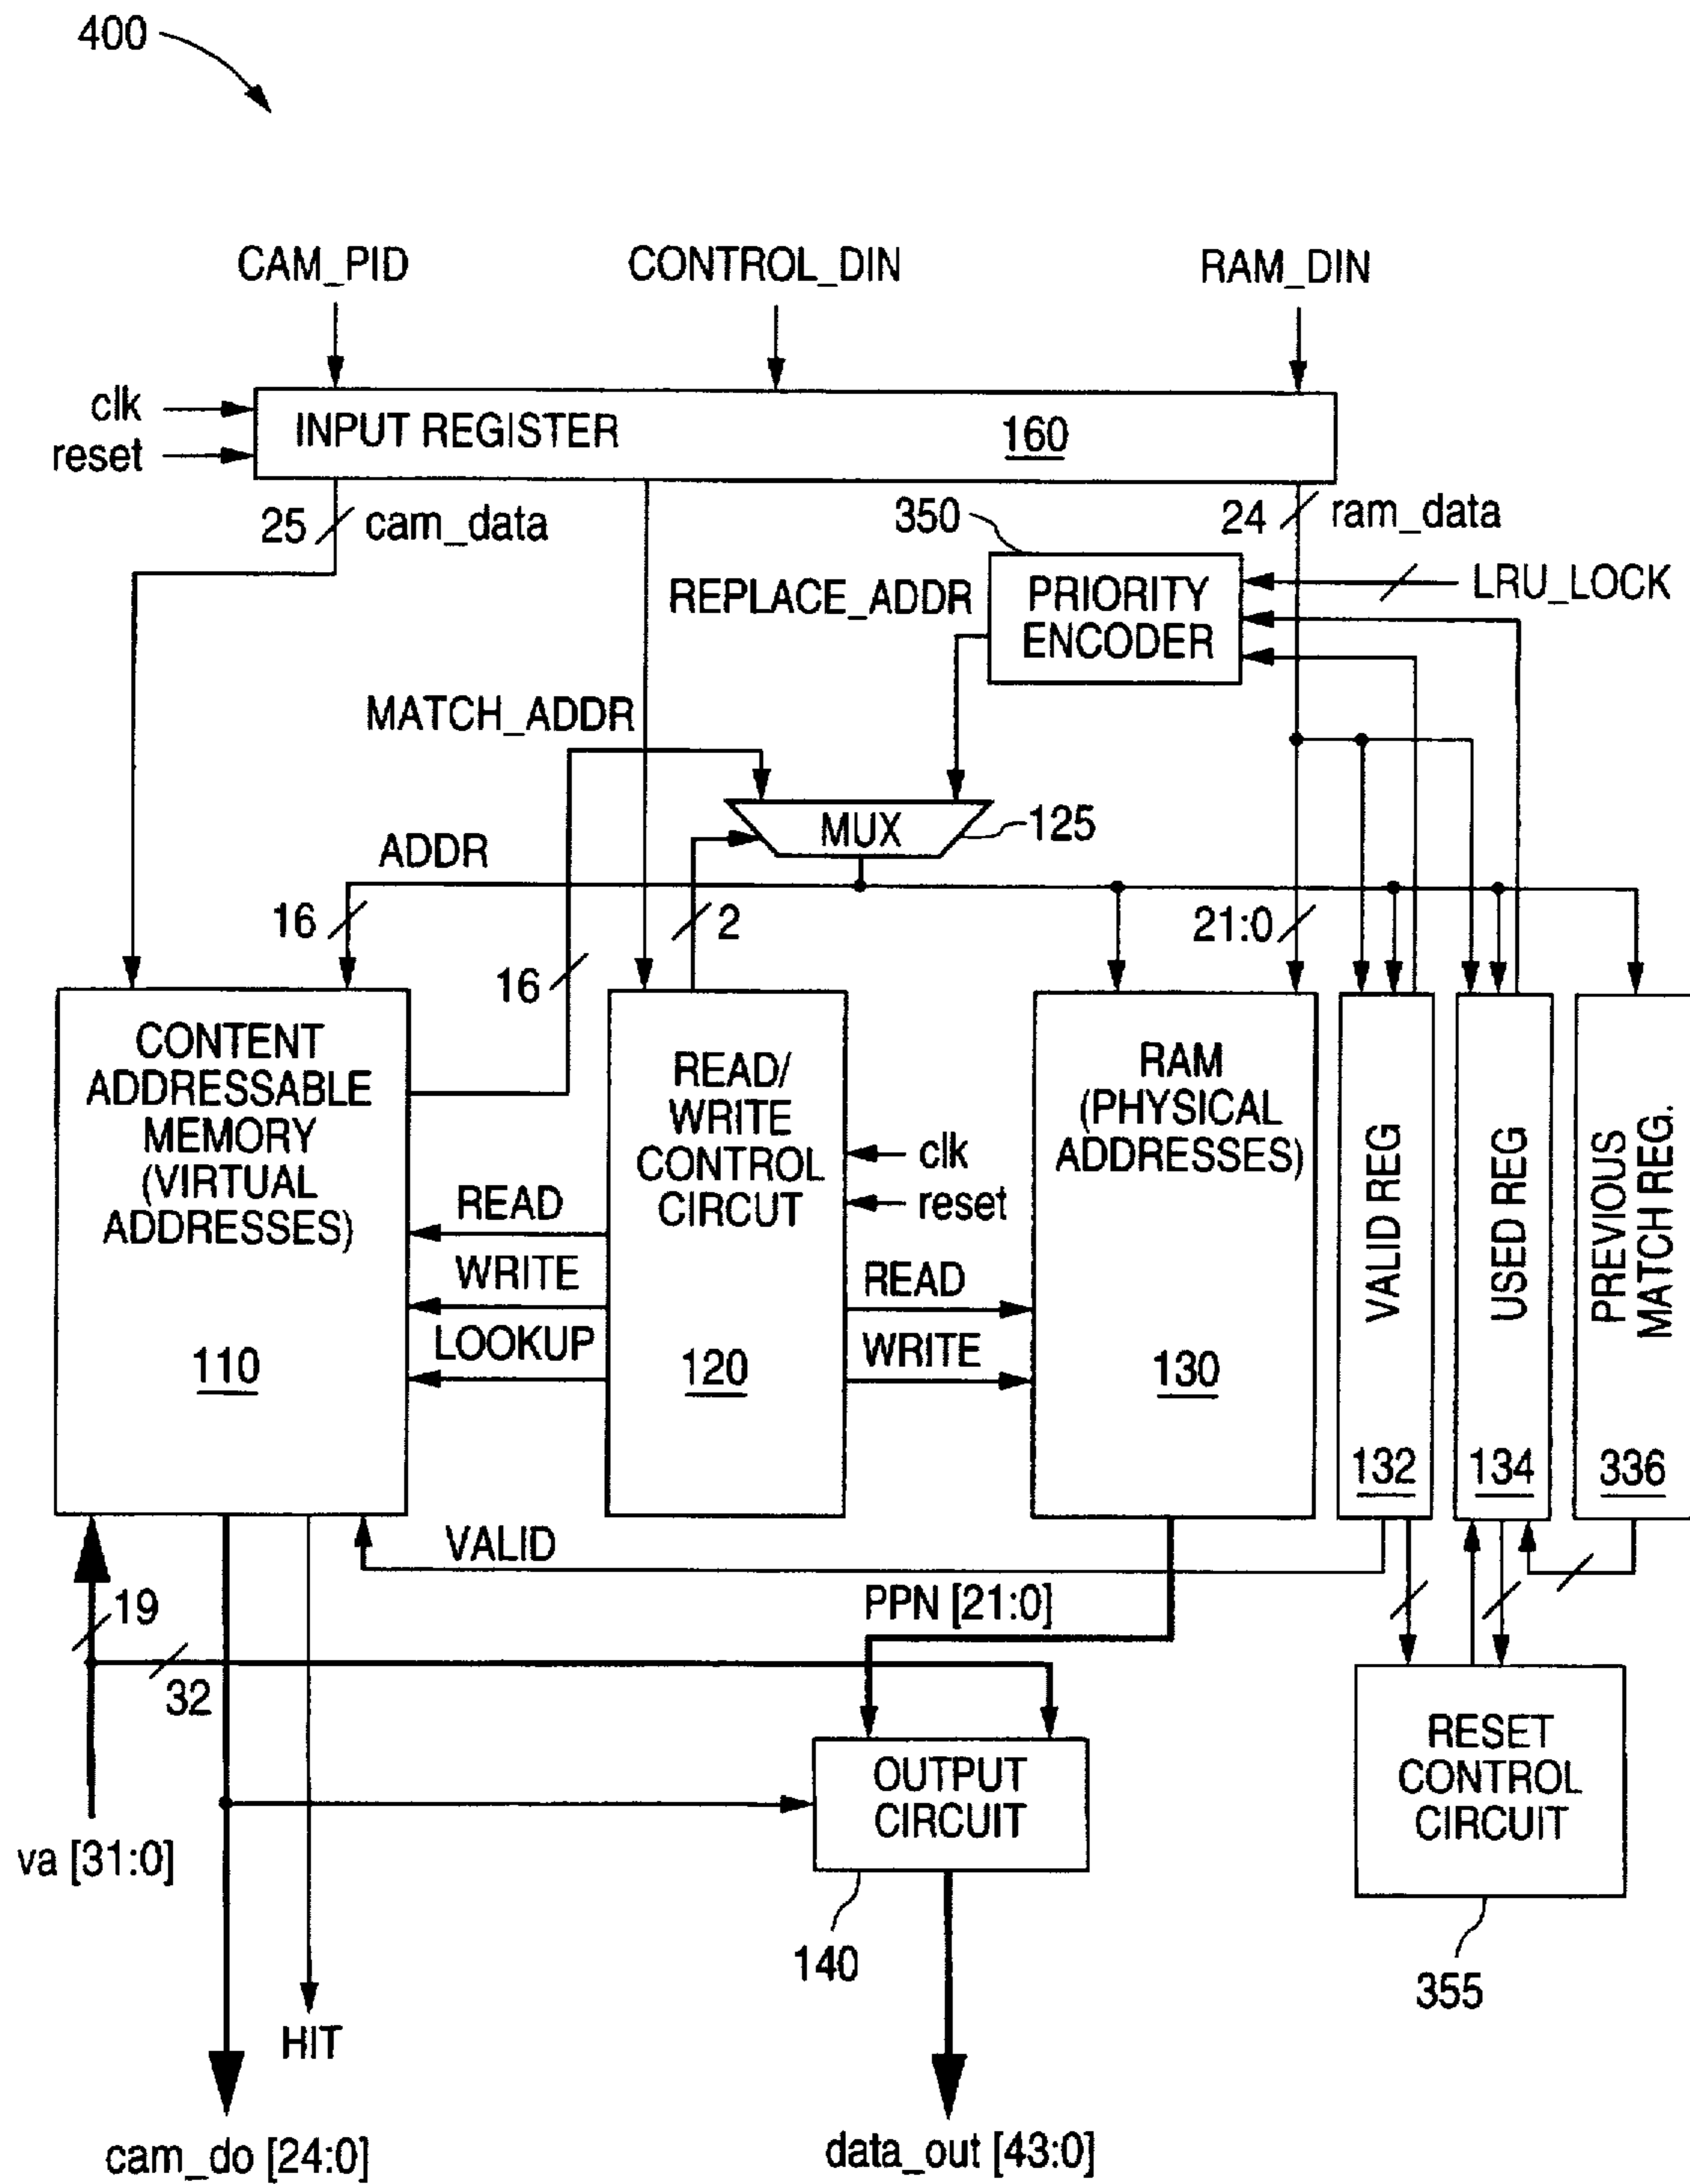 400
CAM_PID
CONTROL_DIN
RAM_DIN
clk
reset
INPUT REGISTER
160
25
cam_data
350
24
ram_data
REPLACE_ADDR
PRIORITY
ENCODER
LRU_LOCK
MATCH_ADDR
MUX
125
ADDR
16
16
2
21:0
CONTENT
ADDRESSABLE
MEMORY
(VIRTUAL
ADDRESSES)
110
READ/
WRITE
CONTROL
CIRCUT
120
clk
reset
READ
WRITE
LOOKUP
READ
WRITE
RAM
(PHYSICAL
ADDRESSES)
130
VALID REG
132
USED REG
134
PREVIOUS
MATCH REG.
336
VALID
PPN [21:0]
19
32
va [31:0]
OUTPUT
CIRCUIT
140
RESET
CONTROL
CIRCUIT
355
HIT
cam_do [24:0]
data_out [43:0]